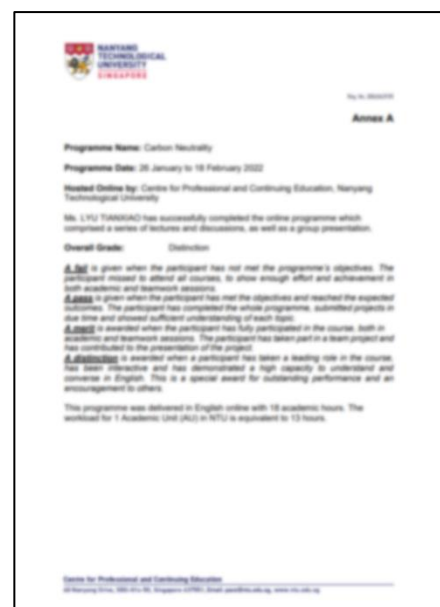 NANYANG
TECHNOLOGICAL
UNIVERSITY
SINGAPORE
Annex A
Programme Name: Carbon Neutrality
Programme Date: 26 January to 16 February 2022
Hosted Online by: Centre for Professional and Continuing Education, Nanyang
Technological University
Ms. LYU TIANXIAO has successfully completed the online programme which
comprised a series of lectures and discussions, as well as a group presentation.
Overall Grade: Distinction
A fail is given when the participant has not met the programme's objectives. The
participant missed to attend all courses, to show enough effort and achievement in
both academic and teamwork sessions.
A pass is given when the participant has met the objectives and reached the expected
outcomes. The participant has completed the whole programme, submitted projects in
due time and showed sufficient understanding of each topic.
A merit is awarded when the participant has fully participated in the course, both in
academic and teamwork sessions. The participant has taken part in a team project and
has contributed to the presentation of the project.
A distinction is awarded when a participant has taken a leading role in the course,
has been interactive and has demonstrated a high capacity to understand and
converse in English. This is a special award for outstanding performance and an
encouragement to others.
This programme was delivered in English online with 18 academic hours. The
workload for 1 Academic Unit (AU) in NTU is equivalent to 13 hours.
Centre for Professional and Continuing Education